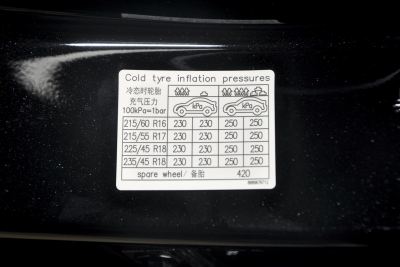 Cold tyre inflation pressures
冷态时轮胎
充气压力
100kPa=1bar
kPa kPa
215/60 R16 230 230 250 250
215/55 R17 230 230 250 250
225/45 R18 230 230 250 250
235/45 R18 230 230 250 250
spare wheel/ 备胎 420